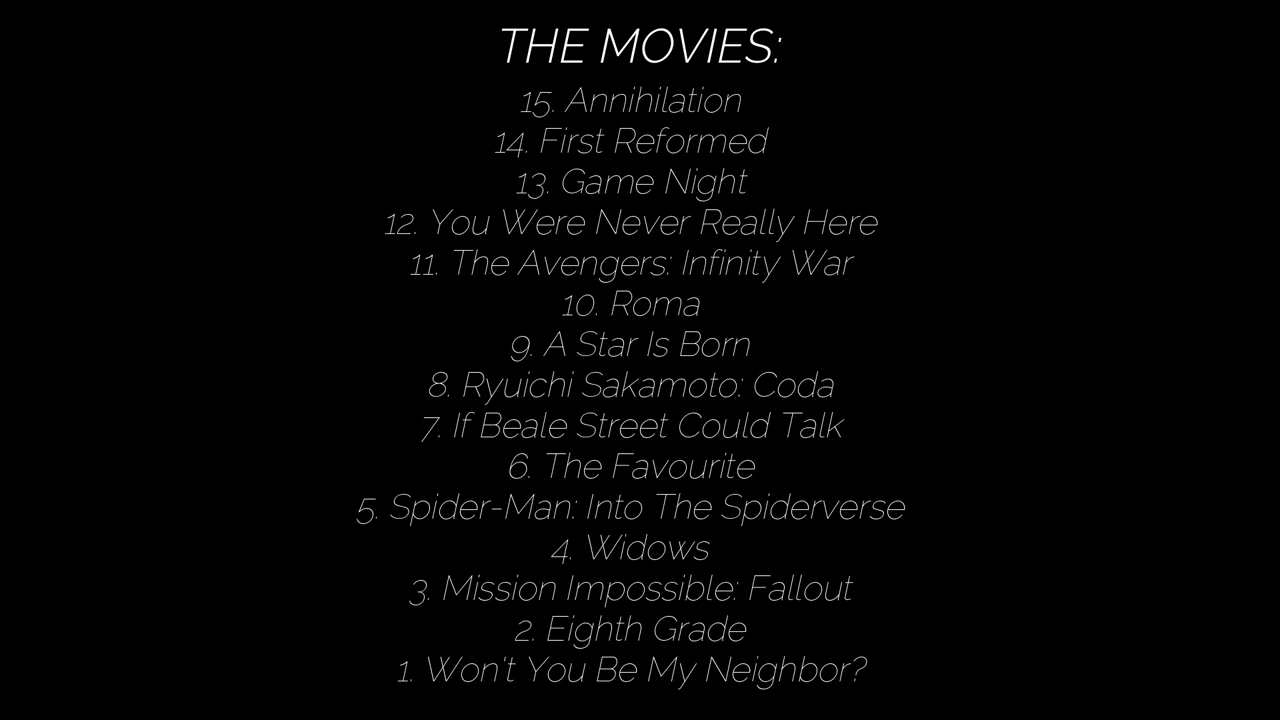 THE MOVIES:
15. Annihilation
14. First Reformed
13. Game Night
12. You Were Never Really Here
11. The Avengers: Infinity War
10. Roma
9. A Star Is Born
8. Ryuichi Sakamoto: Coda
7. If Beale Street Could Talk
6. The Favourite
5. Spider-Man: Into The Spiderverse
4. Widows
3. Mission Impossible: Fallout
2. Eighth Grade
1. Won't You Be My Neighbor?